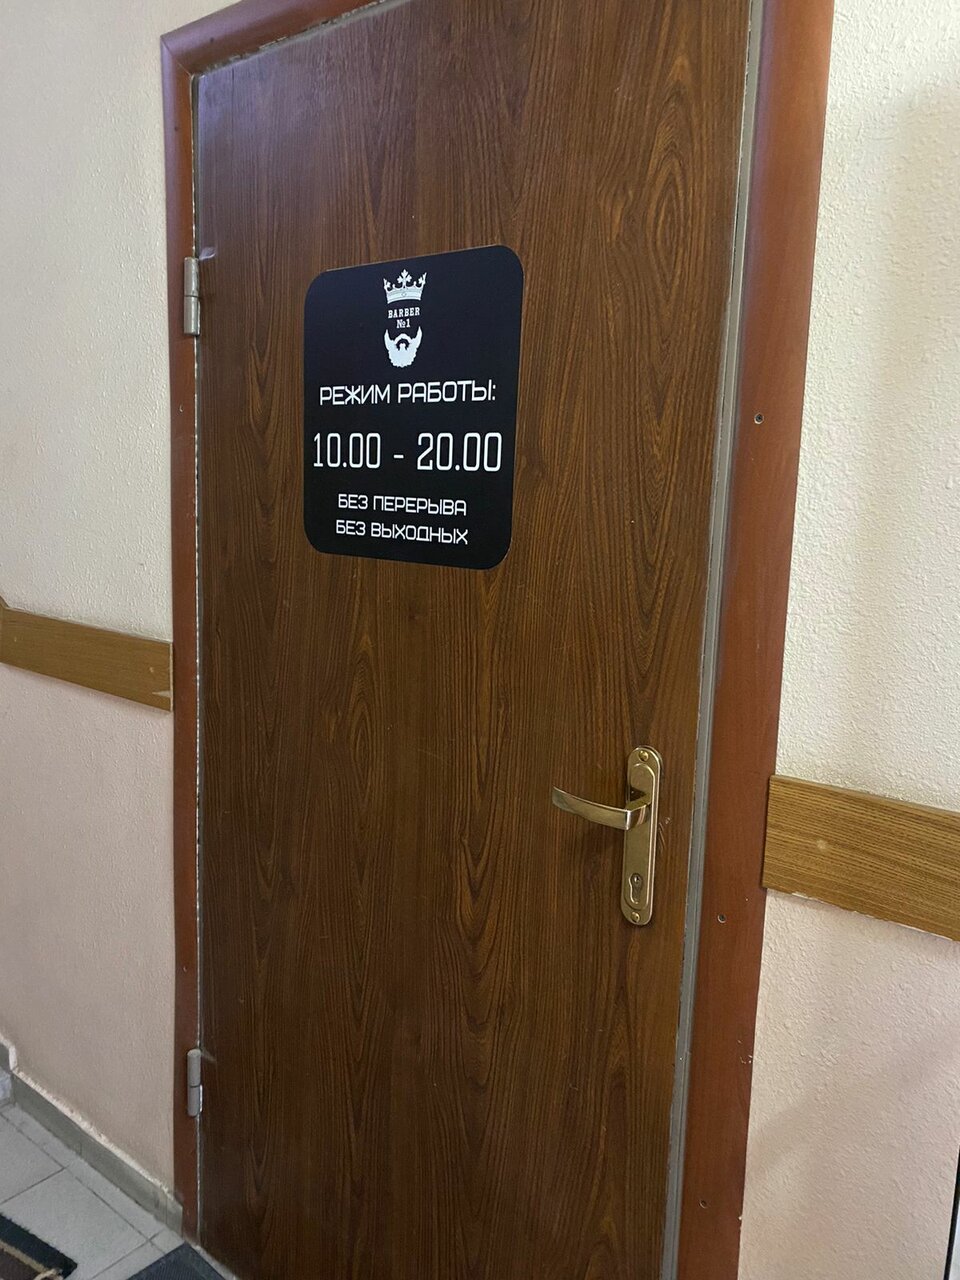 BARBER
№1
РЕЖИМ РАБОТЫ:
10.00 - 20.00
БЕЗ ПЕРЕРЫВА
БЕЗ ВЫХОДНЫХ